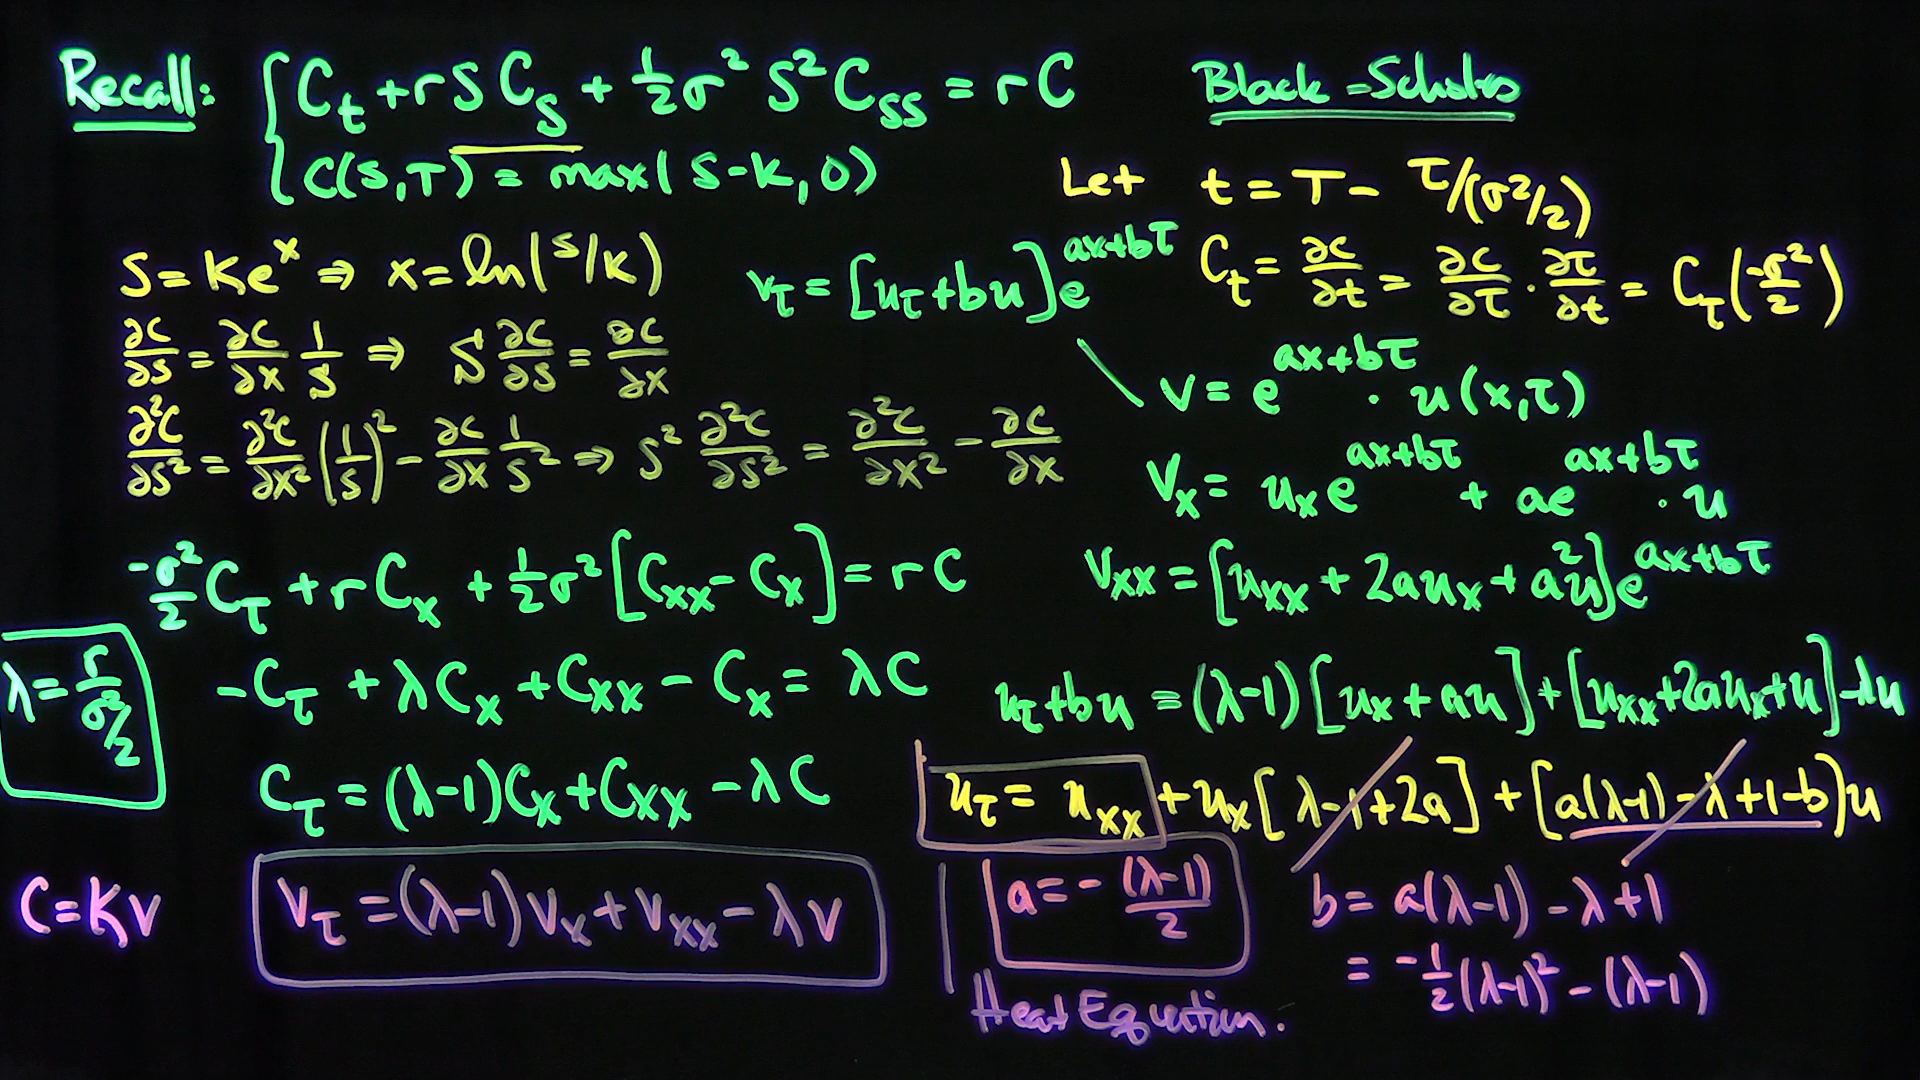 Recall: { C_t + rSC_s + 1/2 σ² S² C_ss = rC
C(S,T) = max(S-K, 0)
Black-Scholes
Let t = T - τ/(σ²/2)
C_t = ∂C/∂t = ∂C/∂τ · ∂τ/∂t = C_τ(-σ²/2)
S = Ke^x ⇒ x = ln(S/K)
∂C/∂S = ∂C/∂x 1/S ⇒ S ∂C/∂S = ∂C/∂x
∂²C/∂S² = ∂²C/∂x² (1/S)² - ∂C/∂x 1/S² ⇒ S² ∂²C/∂S² = ∂²C/∂x² - ∂C/∂x
-σ²/2 C_τ + rC_x + 1/2 σ² [C_xx - C_x] = rC
λ = r/(σ²/2)
-C_τ + λC_x + C_xx - C_x = λC
C_τ = (λ-1)C_x + C_xx - λC
C = Kv
v_τ = (λ-1)v_x + v_xx - λv
v_τ = [u_τ + bu]e^{ax+bτ}
v = e^{ax+bτ} · u(x,τ)
v_x = u_x e^{ax+bτ} + ae^{ax+bτ} · u
v_xx = [u_xx + 2au_x + a²u]e^{ax+bτ}
u_τ + bu = (λ-1)[u_x + au] + [u_xx + 2au_x + u] - λu
u_τ = u_xx + u_x[λ-1+2a] + [a(λ-1) - λ+1-b]u
a = -(λ-1)/2
b = a(λ-1) - λ+1
= -1/2(λ-1)² - (λ-1)
Heat Equation.